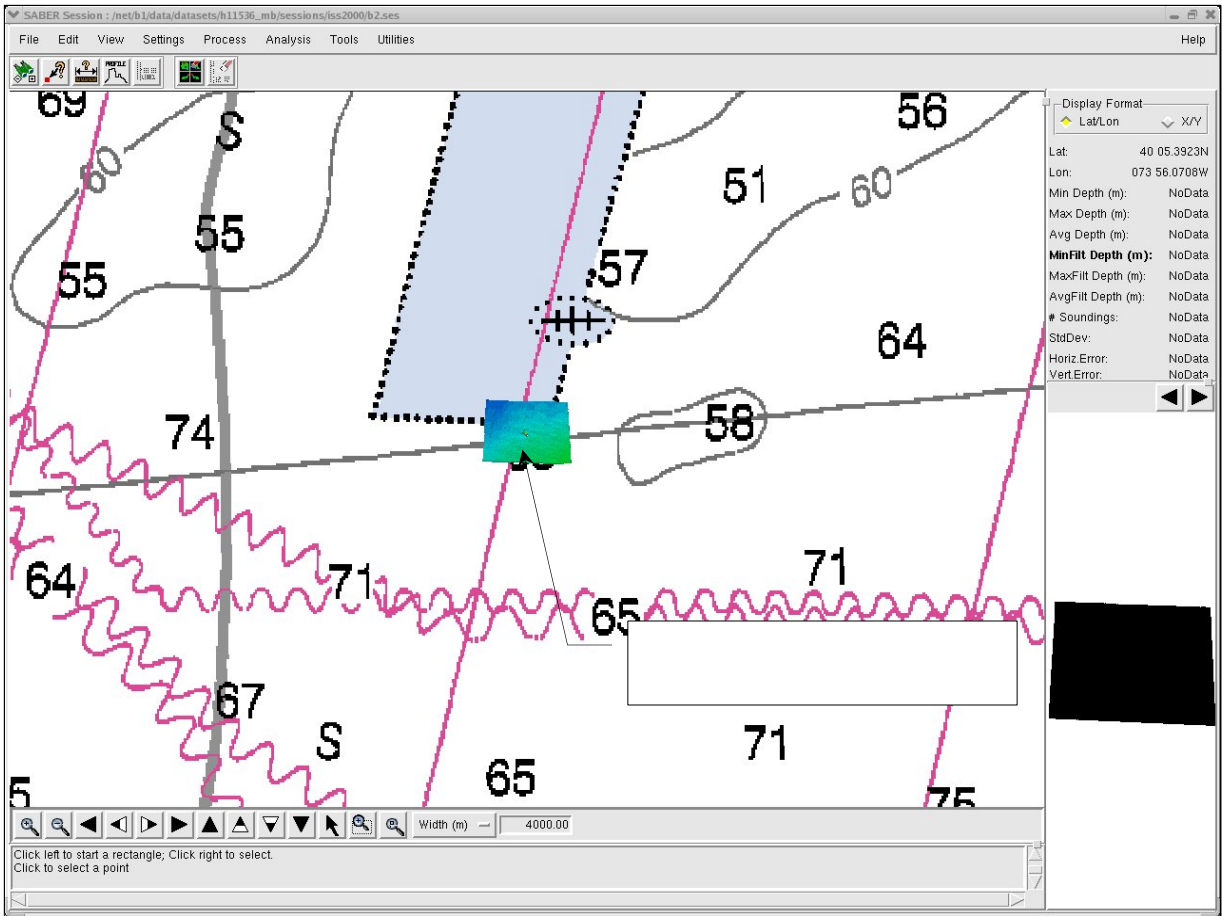 SABER Session : /net/b1/data/datasets/h11536_mb/sessions/iss2000/b2.ses
File Edit View Settings Process Analysis Tools Utilities Help
PROFILE
Display Format
Lat/Lon X/Y
Lat: 40 05.3923N
Lon: 073 56.0708W
Min Depth (m): NoData
Max Depth (m): NoData
Avg Depth (m): NoData
MinFilt Depth (m): NoData
MaxFilt Depth (m): NoData
AvgFilt Depth (m): NoData
# Soundings: NoData
StdDev: NoData
Horiz.Error: NoData
Vert.Error: NoData
69
S
56
60
51
60
55
57
55
64
74
58
64
71
71
65
67
S
71
65
75
Width (m) 4000.00
Click left to start a rectangle; Click right to select.
Click to select a point